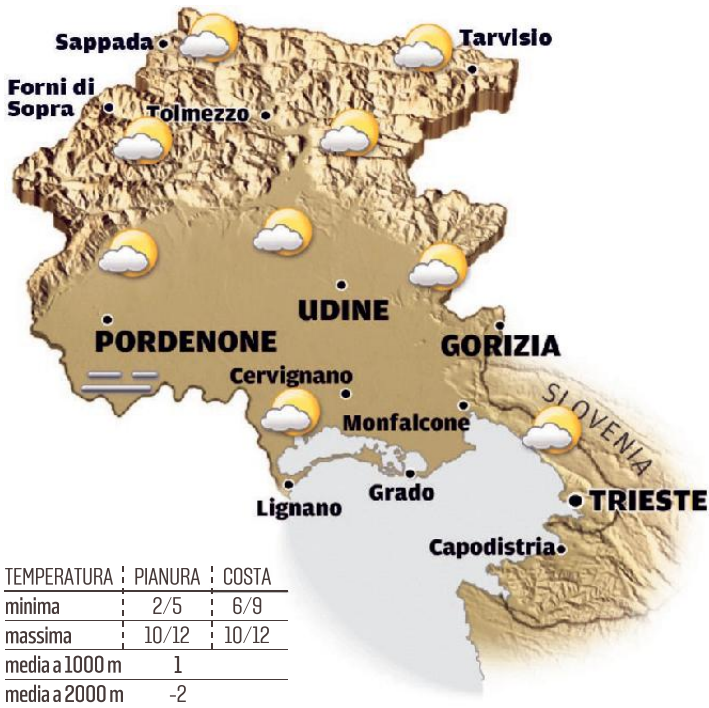 Sappada
Tarvisio
Forni di
Sopra
Tolmezzo
UDINE
PORDENONE
GORIZIA
Cervignano
SLOVENIA
Monfalcone
Lignano
Grado
TRIESTE
Capodistria
TEMPERATURA PIANURA COSTA
minima 2/5 6/9
massima 10/12 10/12
media a 1000 m 1
media a 2000 m -2